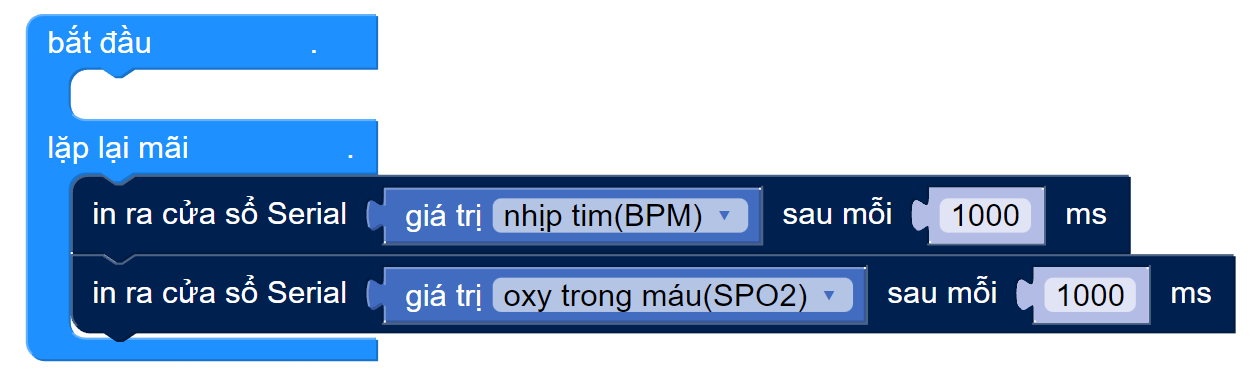 bắt đầu .
lặp lại mãi .
in ra cửa sổ Serial giá trị nhịp tim(BPM) ▼ sau mỗi 1000 ms
in ra cửa sổ Serial giá trị oxy trong máu(SPO2) ▼ sau mỗi 1000 ms